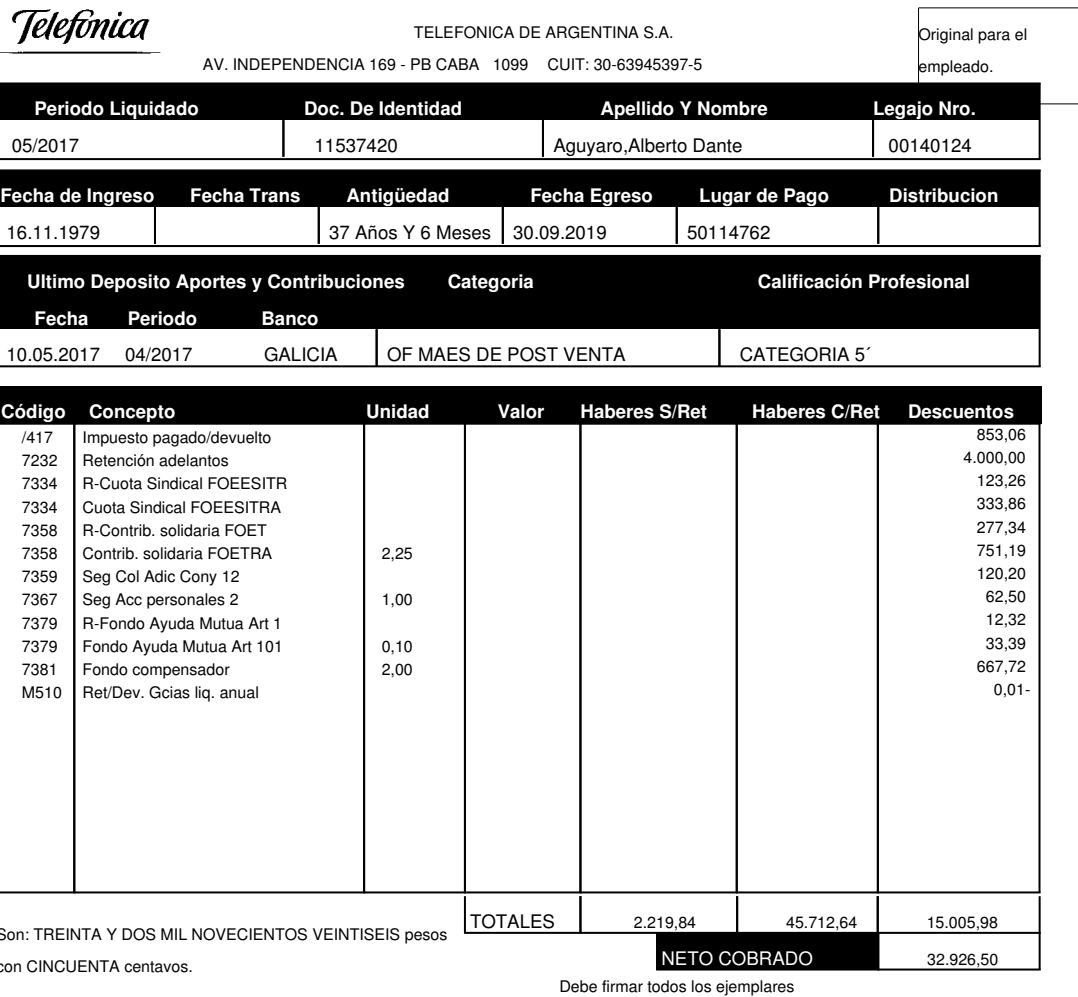 Telefónica
TELEFONICA DE ARGENTINA S.A.
Original para el
AV. INDEPENDENCIA 169 - PB CABA 1099 CUIT: 30-63945397-5
empleado.
Periodo Liquidado Doc. De Identidad Apellido Y Nombre Legajo Nro.
05/2017 11537420 Aguyaro,Alberto Dante 00140124
Fecha de Ingreso Fecha Trans Antigüedad Fecha Egreso Lugar de Pago Distribucion
16.11.1979 37 Años Y 6 Meses 30.09.2019 50114762
Ultimo Deposito Aportes y Contribuciones Categoria Calificación Profesional
Fecha Periodo Banco
10.05.2017 04/2017 GALICIA OF MAES DE POST VENTA CATEGORIA 5´
Código Concepto Unidad Valor Haberes S/Ret Haberes C/Ret Descuentos
/417 Impuesto pagado/devuelto 853,06
7232 Retención adelantos 4.000,00
7334 R-Cuota Sindical FOEESITR 123,26
7334 Cuota Sindical FOEESITRA 333,86
7358 R-Contrib. solidaria FOET 277,34
7358 Contrib. solidaria FOETRA 2,25 751,19
7359 Seg Col Adic Cony 12 120,20
7367 Seg Acc personales 2 1,00 62,50
7379 R-Fondo Ayuda Mutua Art 1 12,32
7379 Fondo Ayuda Mutua Art 101 0,10 33,39
7381 Fondo compensador 2,00 667,72
M510 Ret/Dev. Gcias liq. anual 0,01-
TOTALES 2.219,84 45.712,64 15.005,98
Son: TREINTA Y DOS MIL NOVECIENTOS VEINTISEIS pesos
con CINCUENTA centavos.
NETO COBRADO 32.926,50
Debe firmar todos los ejemplares